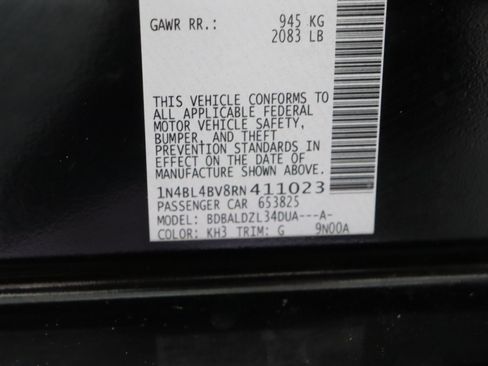 GAWR RR.: 945 KG
2083 LB
THIS VEHICLE CONFORMS TO
ALL APPLICABLE FEDERAL
MOTOR VEHICLE SAFETY,
BUMPER, AND THEFT
PREVENTION STANDARDS IN
EFFECT ON THE DATE OF
MANUFACTURE SHOWN ABOVE.
1N4BL4BV8RN411023
PASSENGER CAR 653825
MODEL: BDBALDZL34DUA---A-
COLOR: KH3 TRIM: G 9N00A